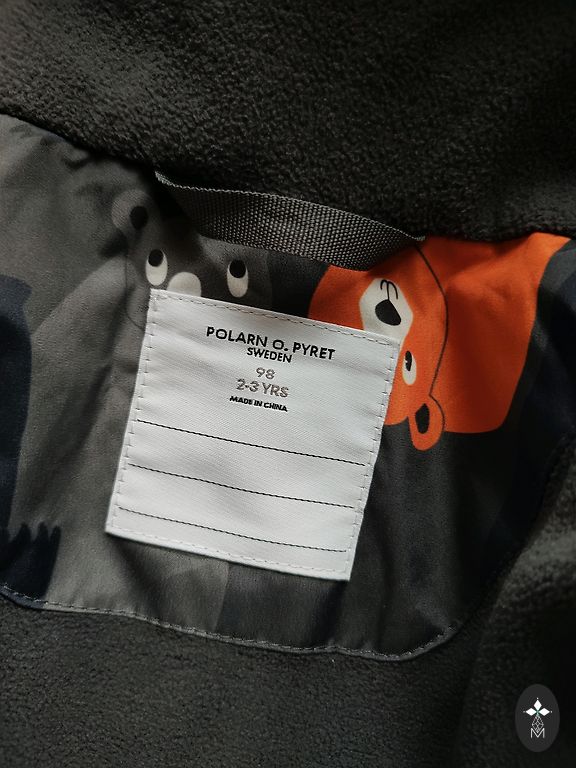 POLARN O. PYRET
SWEDEN
98
2-3 YRS
MADE IN CHINA
M